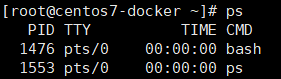 [root@centos7-docker ~]# ps
  PID TTY          TIME CMD
 1476 pts/0    00:00:00 bash
 1553 pts/0    00:00:00 ps